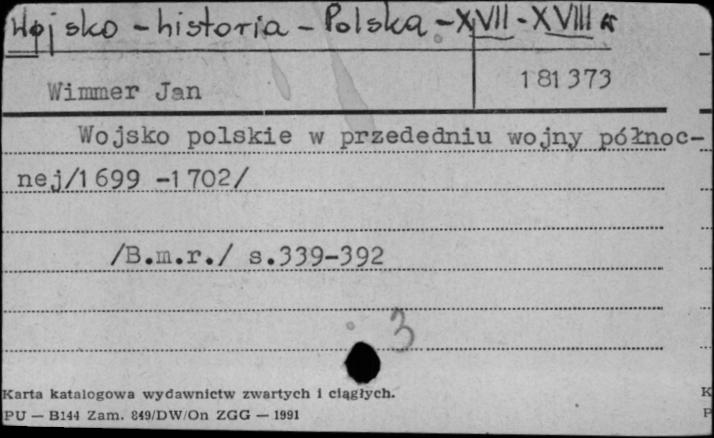 Wojsko - historia - Polska - XVII - XVIII w
Wimmer Jan
181373
Wojsko polskie w przededniu wojny północ-
nej/1699 -1702/
/B.m.r./ s.339-392
3
Karta katalogowa wydawnictw zwartych i ciągłych.
PU — B144 Zam. 849/DW/On ZGG — 1991
K
P